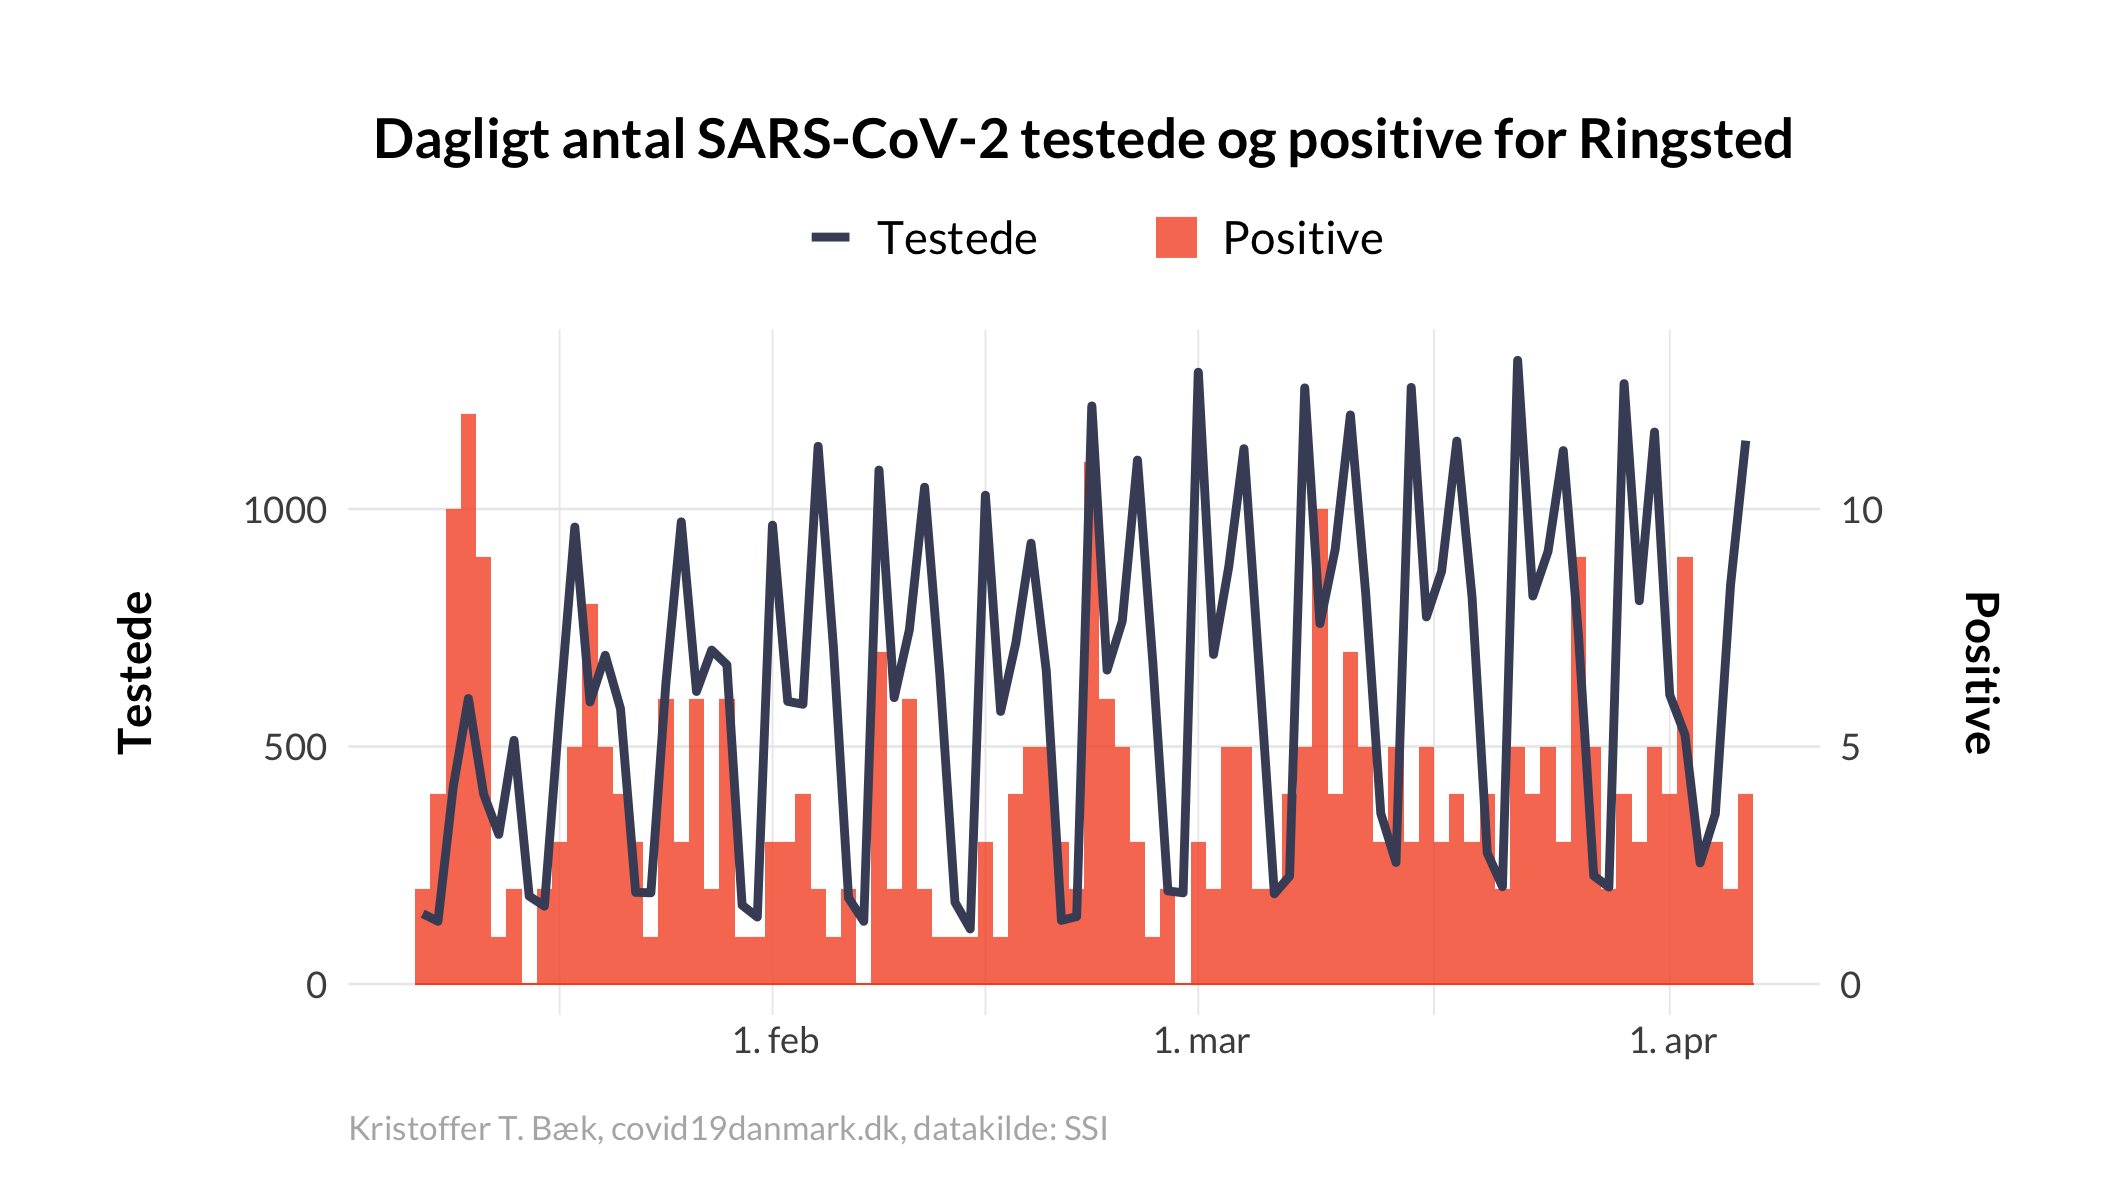 Dagligt antal SARS-CoV-2 testede og positive for Ringsted
Testede
Positive
Testede
1000
500
0
10
5
0
Positive
1. feb
1. mar
1. apr
Kristoffer T. Bæk, covid19danmark.dk, datakilde: SSI